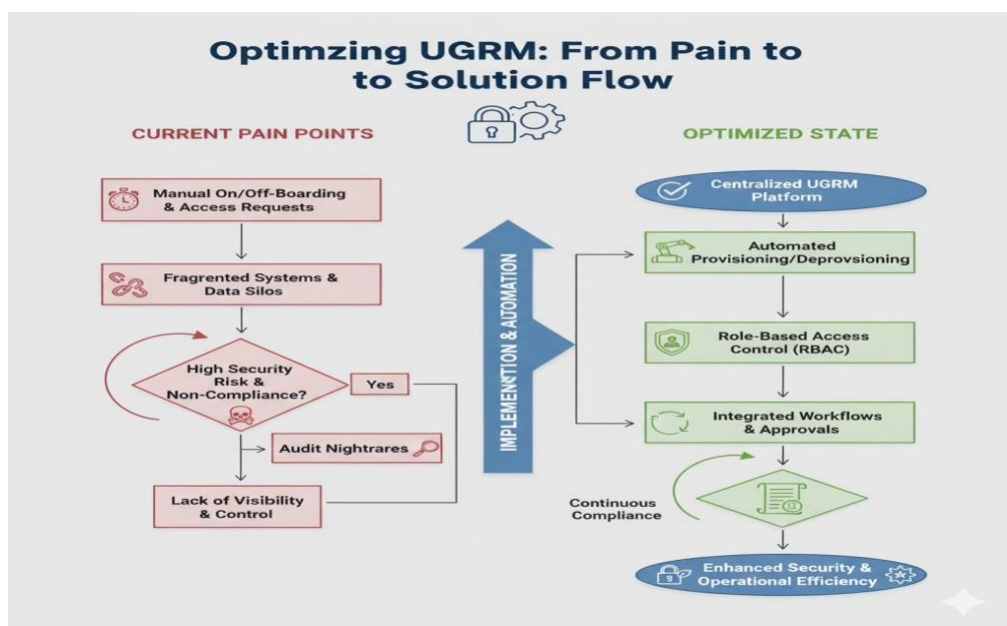 Optimzing UGRM: From Pain to
to Solution Flow
CURRENT PAIN POINTS
Manual On/Off-Boarding
& Access Requests
Fragrented Systems &
Data Silos
High Security
Risk &
Non-Compliance?
Yes
Audit Nightrares
Lack of Visibility
& Control
IMPLEMENCTION & AUTOMATION
OPTIMIZED STATE
Centralized UGRM
Platform
Automated
Provisioning/Deprovsioning
Role-Based Access
Control (RBAC)
Integrated Workflows
& Approvals
Continuous
Compliance
Enhanced Security &
Operational Efficiency